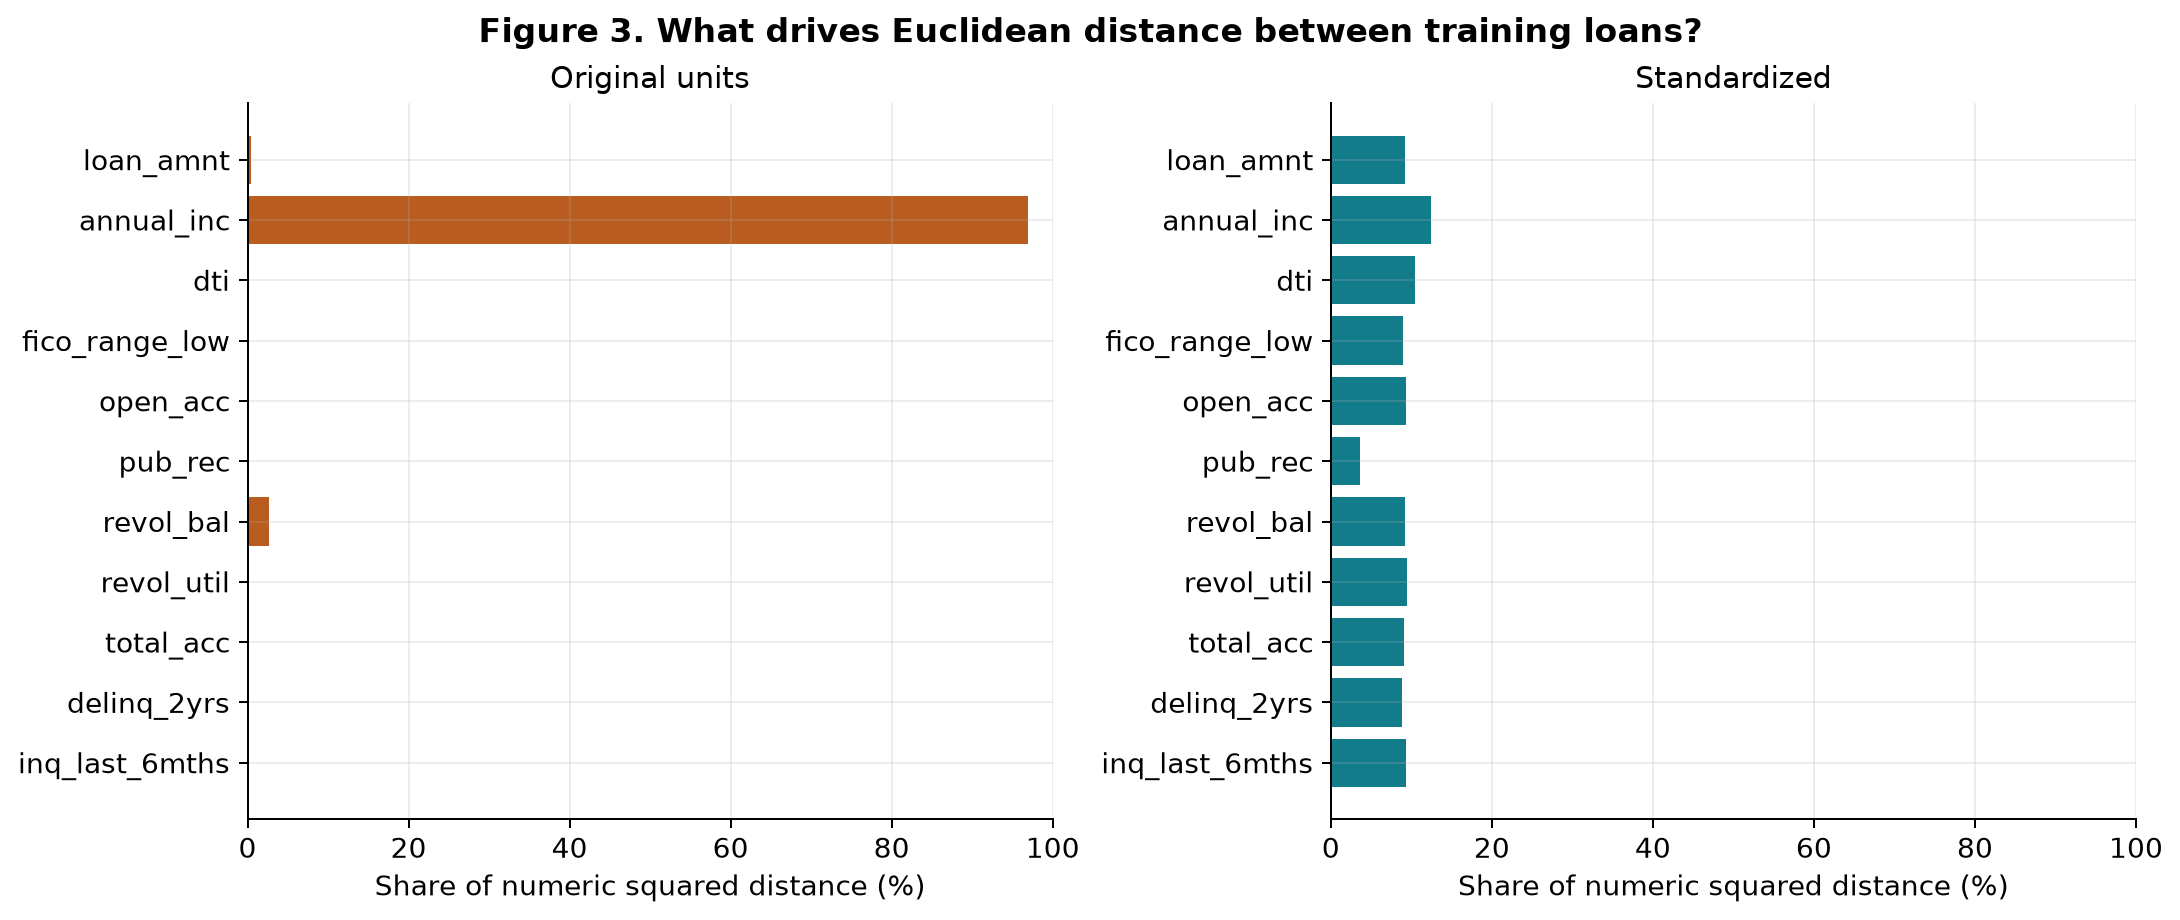 Figure 3. What drives Euclidean distance between training loans?
Original units
loan_amnt
annual_inc
dti
fico_range_low
open_acc
pub_rec
revol_bal
revol_util
total_acc
delinq_2yrs
inq_last_6mths
0 20 40 60 80 100
Share of numeric squared distance (%)
Standardized
loan_amnt
annual_inc
dti
fico_range_low
open_acc
pub_rec
revol_bal
revol_util
total_acc
delinq_2yrs
inq_last_6mths
0 20 40 60 80 100
Share of numeric squared distance (%)